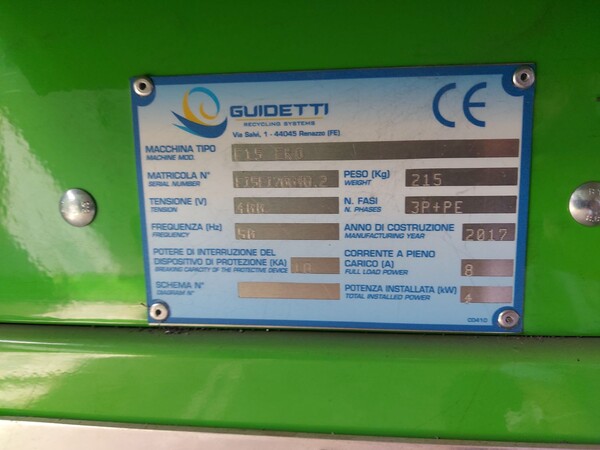 GUIDETTI
RECYCLING SYSTEMS
Via Salvi, 1 - 44045 Renazzo (FE)
CE
MACCHINA TIPO
MACHINE MOD.
MATRICOLA N°
SERIAL NUMBER
PESO (Kg) 215
WEIGHT
TENSIONE (V)
TENSION
N. FASI 3P+PE
N. PHASES
FREQUENZA (Hz)
FREQUENCY
ANNO DI COSTRUZIONE 2017
MANUFACTURING YEAR
POTERE DI INTERRUZIONE DEL
DISPOSITIVO DI PROTEZIONE (KA) 10
BREAKING CAPACITY OF THE PROTECTIVE DEVICE
CORRENTE A PIENO
CARICO (A) 8
FULL LOAD POWER
SCHEMA N°
DIAGRAM N°
POTENZA INSTALLATA (kW) 4
TOTAL INSTALLED POWER